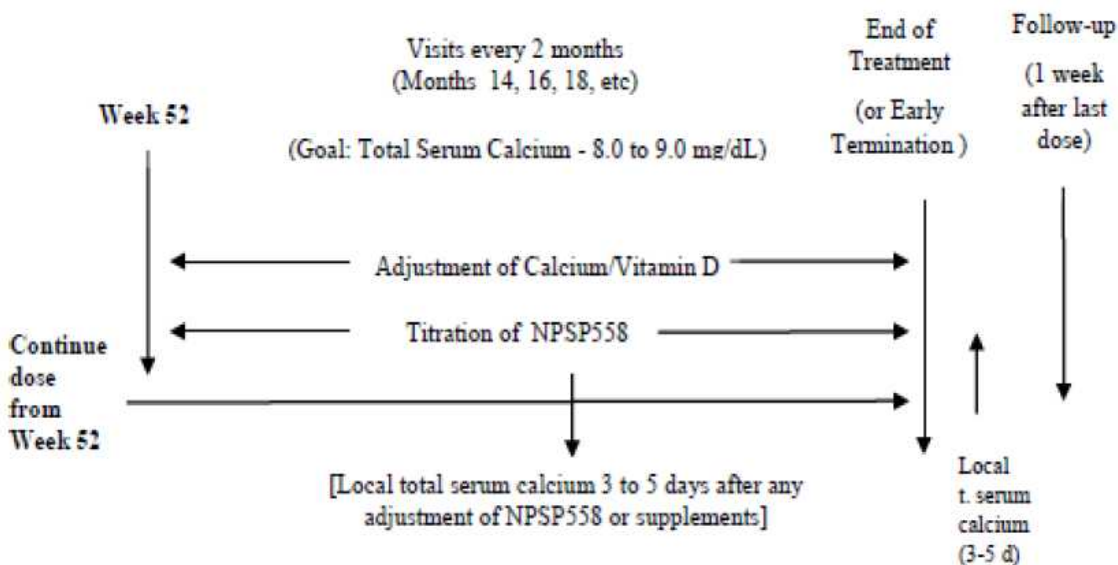 Week 52
Visits every 2 months
(Months 14, 16, 18, etc)
(Goal: Total Serum Calcium - 8.0 to 9.0 mg/dL)
End of
Treatment
(or Early
Termination )
Follow-up
(1 week
after last
dose)
Adjustment of Calcium/Vitamin D
Titration of NPSP558
Continue
dose
from
Week 52
[Local total serum calcium 3 to 5 days after any
adjustment of NPSP558 or supplements]
Local
t. serum
calcium
(3-5 d)